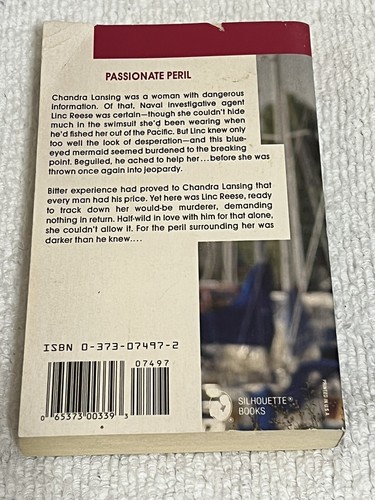 PASSIONATE PERIL
Chandra Lansing was a woman with dangerous
information. Of that, Naval investigative agent
Linc Reese was certain—though she couldn't hide
much in the swimsuit she'd been wearing when
he'd fished her out of the Pacific. But Linc knew only
too well the look of desperation—and this blue-
eyed mermaid seemed burdened to the breaking
point. Beguiled, he ached to help her...before she was
thrown once again into jeopardy.
Bitter experience had proved to Chandra Lansing that
every man had his price. Yet here was Linc Reese, ready
to track down her would-be murderer, demanding
nothing in return. Half-wild in love with him for that alone,
she couldn't allow it. For the peril surrounding her was
darker than he knew....
ISBN 0-373-07497-2
07497
0 65373 00339 3
SILHOUETTE®
BOOKS
PRINTED IN U.S.A.